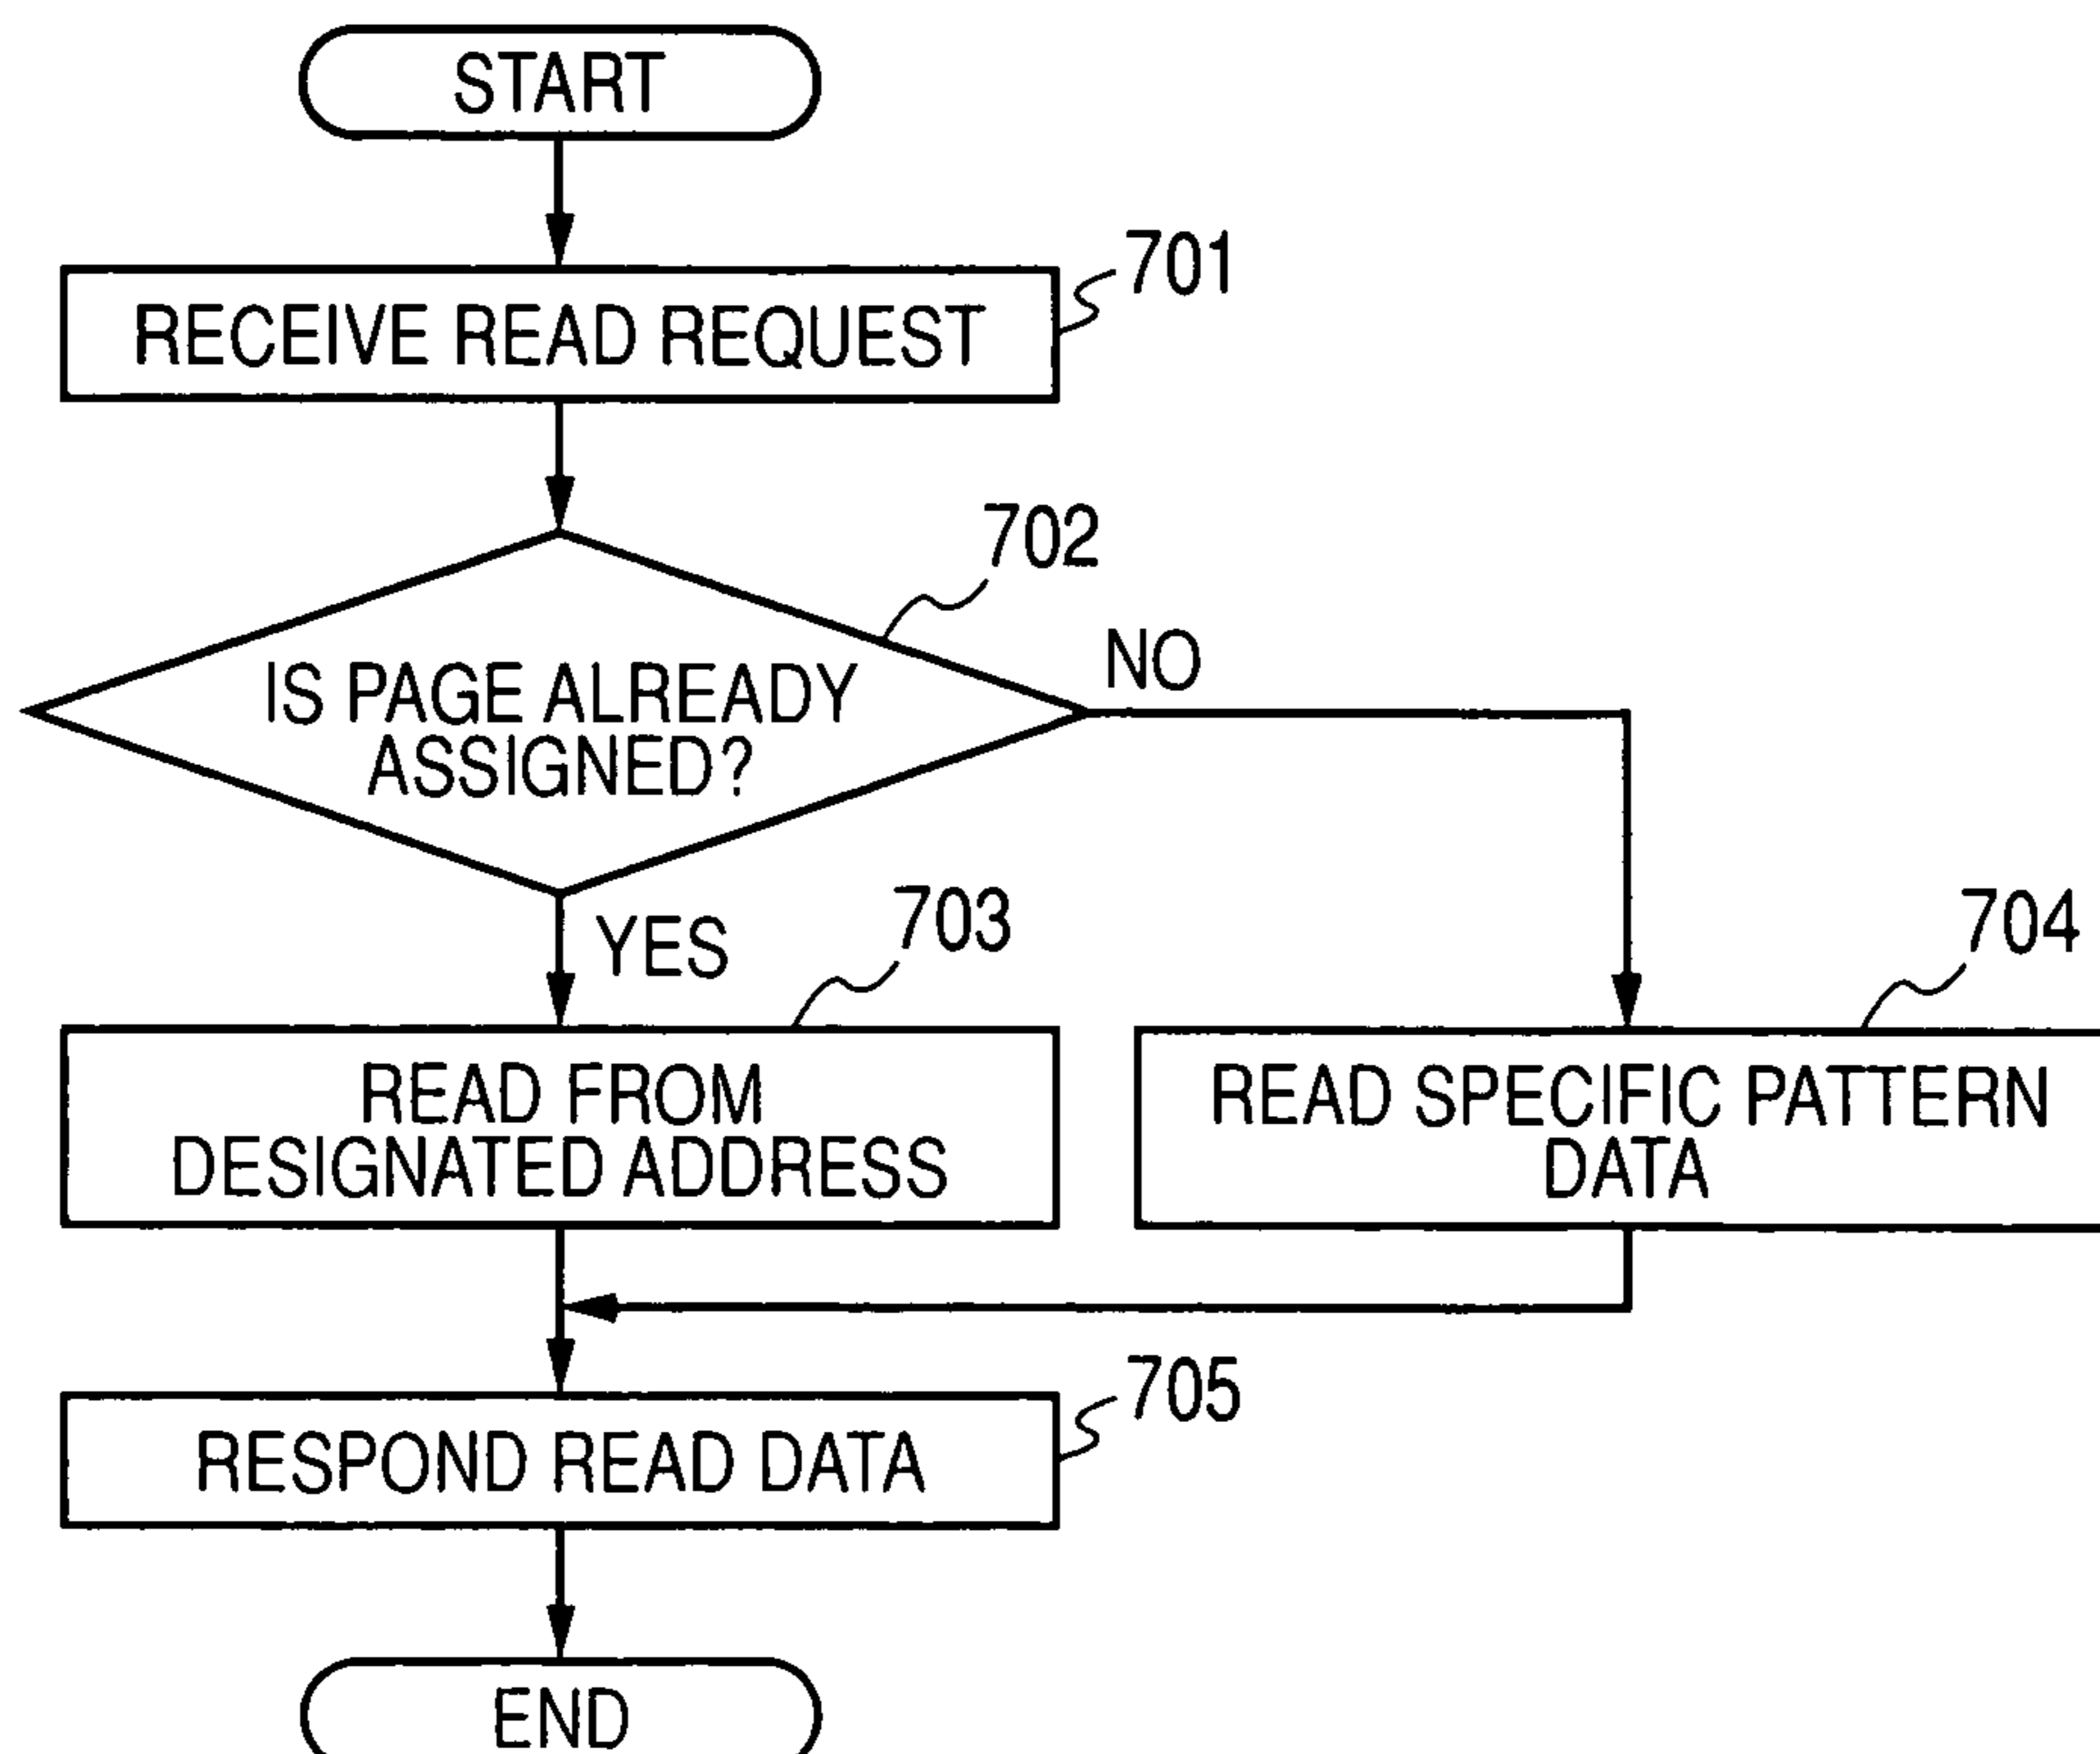 START
RECEIVE READ REQUEST
701
702
IS PAGE ALREADY
ASSIGNED?
NO
YES
703
READ FROM
DESIGNATED ADDRESS
704
READ SPECIFIC PATTERN
DATA
RESPOND READ DATA
705
END